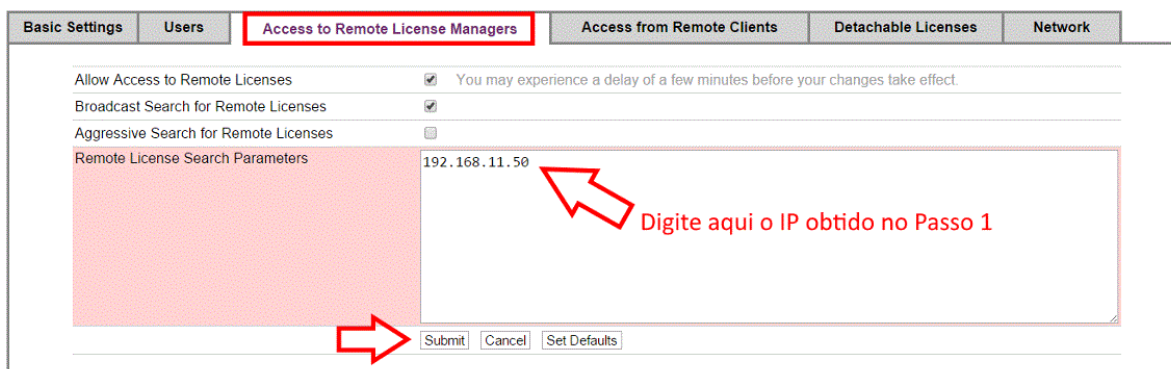 Basic Settings Users Access to Remote License Managers Access from Remote Clients Detachable Licenses Network
Allow Access to Remote Licenses You may experience a delay of a few minutes before your changes take effect.
Broadcast Search for Remote Licenses
Aggressive Search for Remote Licenses
Remote License Search Parameters
192.168.11.50
Digite aqui o IP obtido no Passo 1
Submit Cancel Set Defaults